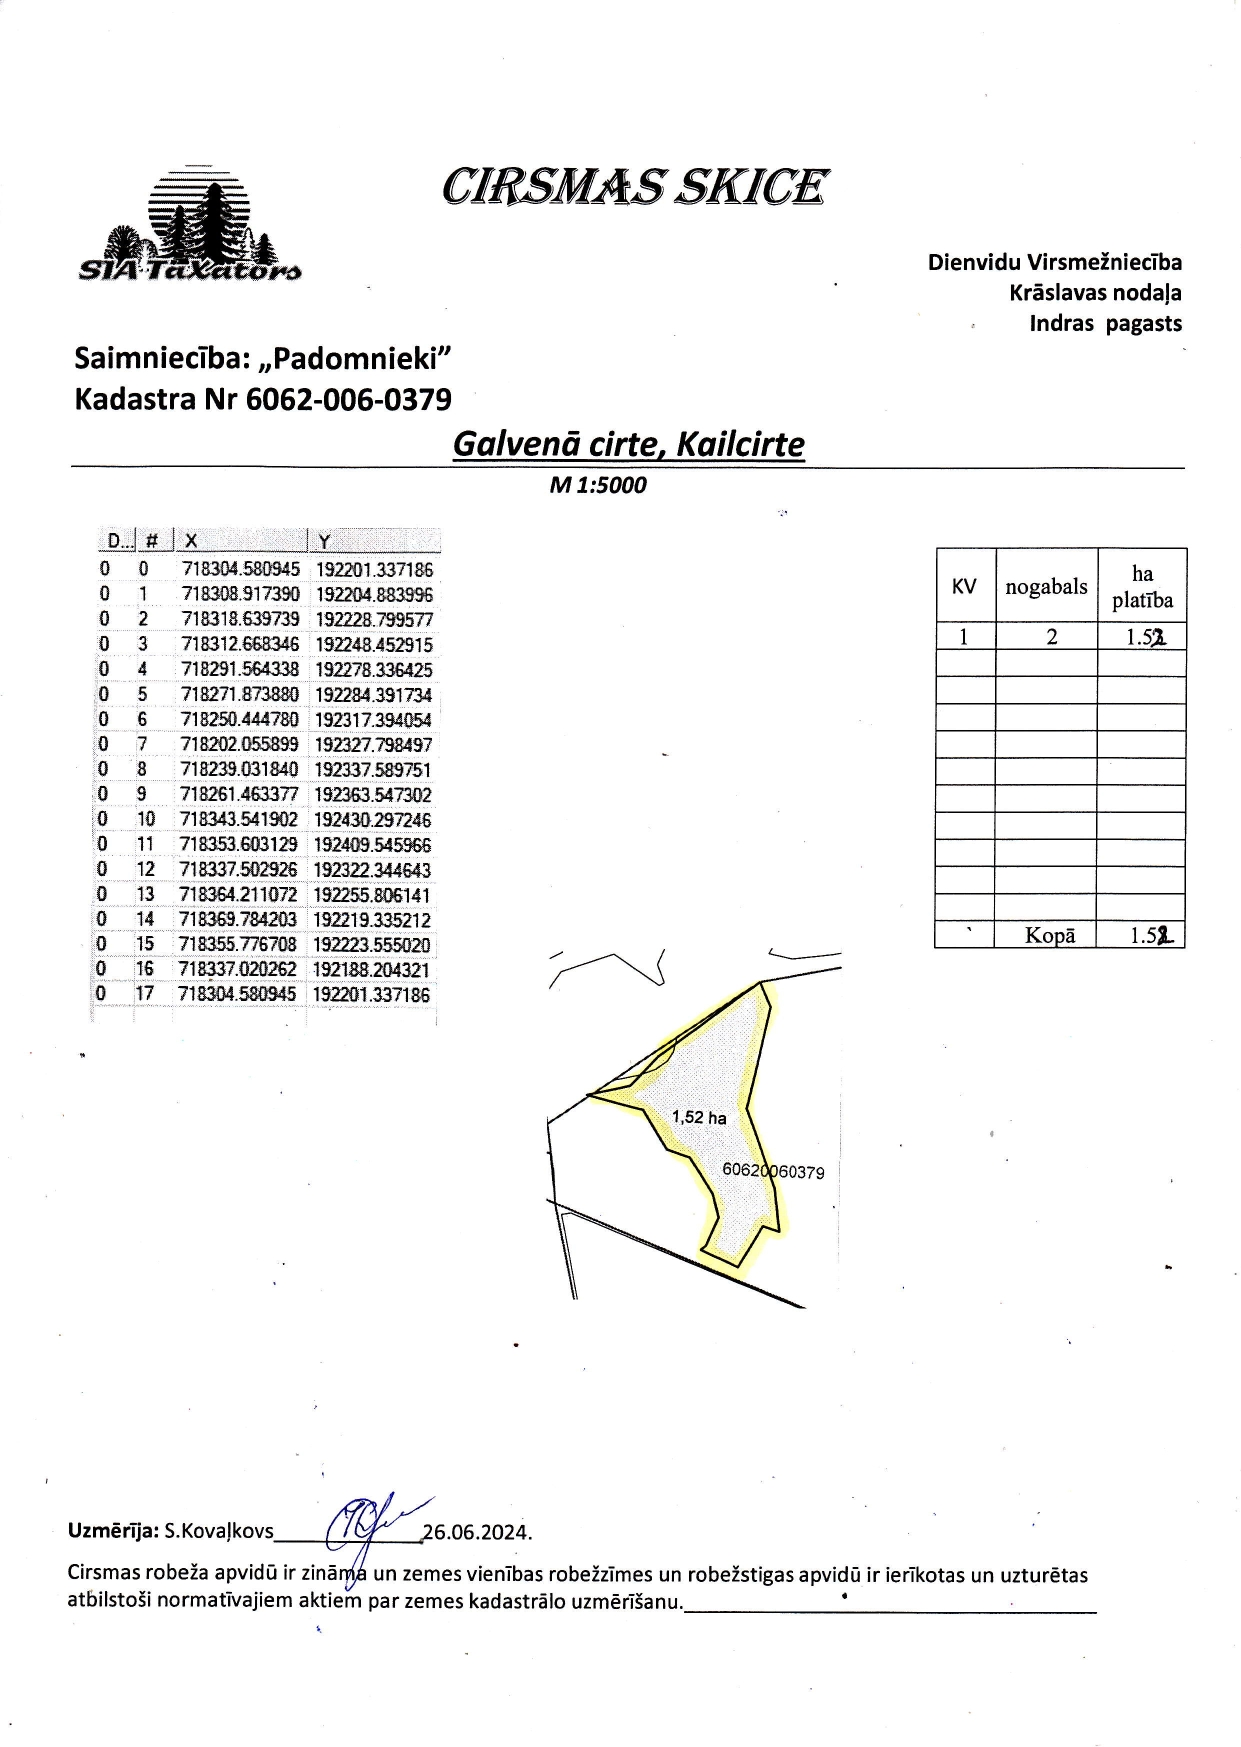 CIRSMAS SKICE
SIA Taxators
Dienvidu Virsmežniecība
Krāslavas nodaļa
Indras pagasts
Saimniecība: „Padomnieki”
Kadastra Nr 6062-006-0379
Galvenā cirte, Kailcirte
M 1:5000
D... # X Y
0 0 718304.580945 192201.337186
0 1 718308.917390 192204.883996
0 2 718318.639739 192228.799577
0 3 718312.668346 192248.452915
0 4 718291.564338 192278.336425
0 5 718271.873880 192284.391734
0 6 718250.444780 192317.394054
0 7 718202.055899 192327.798497
0 8 718239.031840 192337.589751
0 9 718261.463377 192363.547302
0 10 718343.541902 192430.297246
0 11 718353.603129 192409.545966
0 12 718337.502926 192322.344643
0 13 718364.211072 192255.806141
0 14 718369.784203 192219.335212
0 15 718355.776708 192223.555020
0 16 718337.020262 192188.204321
0 17 718304.580945 192201.337186
KV nogabals ha platība
1 2 1.52
Kopā 1.52
1,52 ha
60620060379
Uzmērīja: S.Kovaļkovs 26.06.2024.
Cirsmas robeža apvidū ir zināma un zemes vienības robežzīmes un robežstigas apvidū ir ierīkotas un uzturētas
atbilstoši normatīvajiem aktiem par zemes kadastrālo uzmērīšanu.